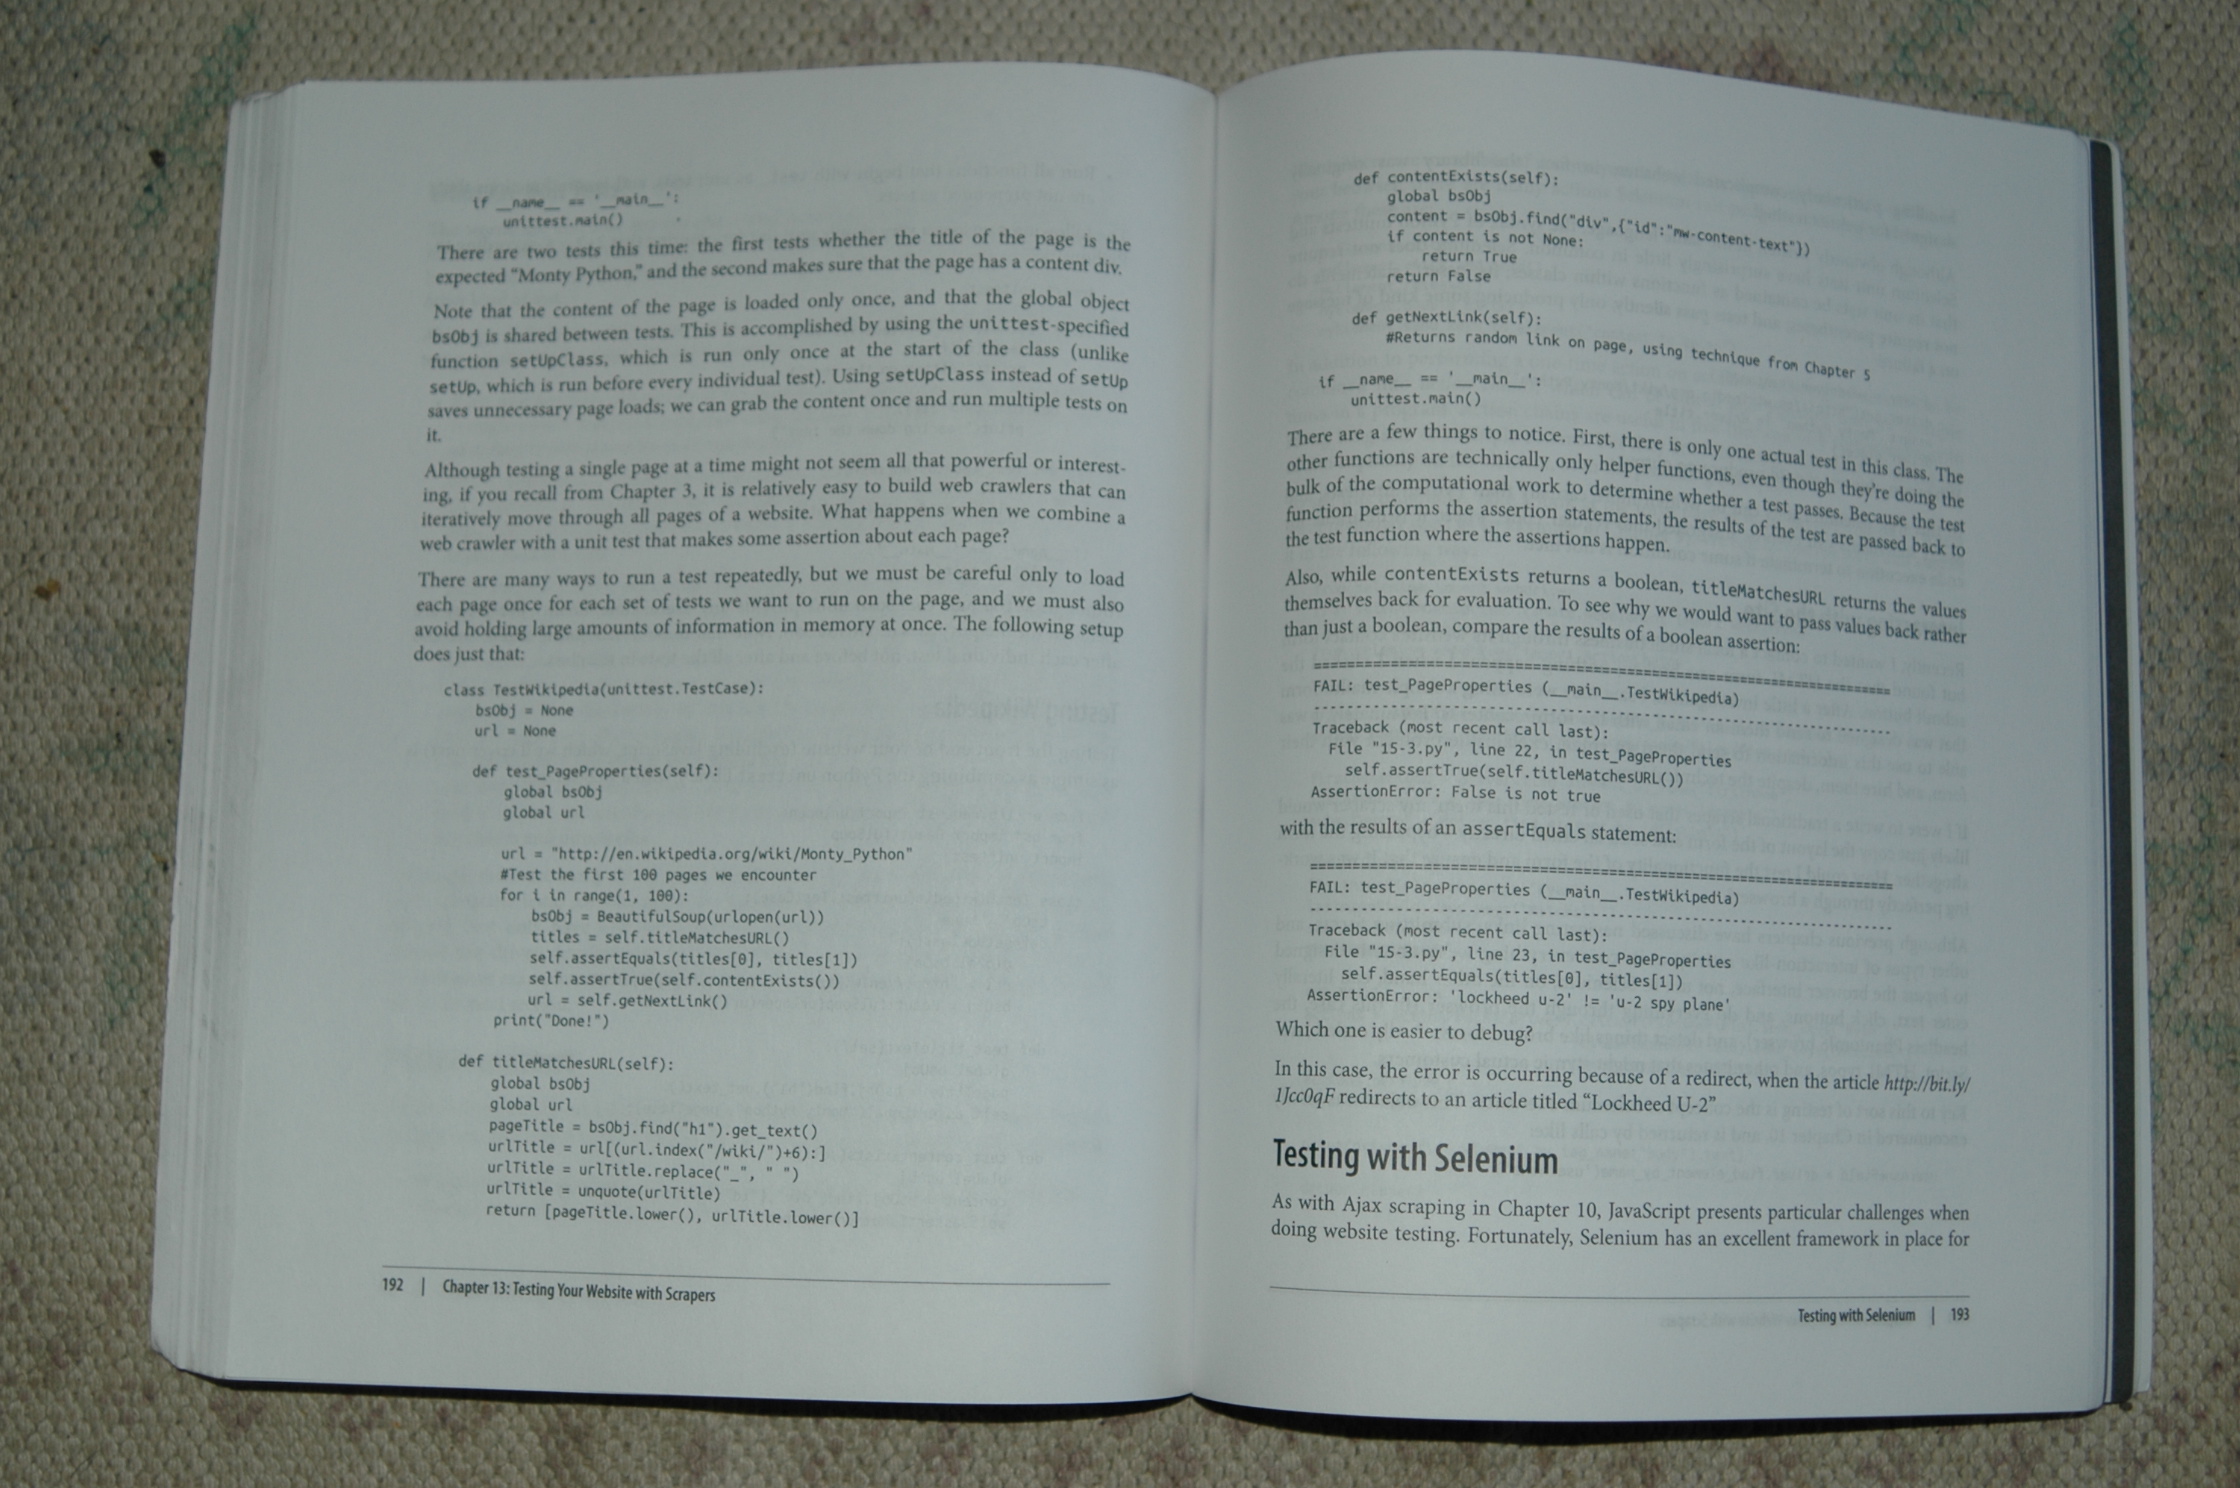 if __name__ == '__main__':
    unittest.main()
There are two tests this time: the first tests whether the title of the page is the
expected "Monty Python," and the second makes sure that the page has a content div.
Note that the content of the page is loaded only once, and that the global object
bsObj is shared between tests. This is accomplished by using the unittest-specified
function setUpClass, which is run only once at the start of the class (unlike
setUp, which is run before every individual test). Using setUpClass instead of setUp
saves unnecessary page loads; we can grab the content once and run multiple tests on
it.
Although testing a single page at a time might not seem all that powerful or interest-
ing, if you recall from Chapter 3, it is relatively easy to build web crawlers that can
iteratively move through all pages of a website. What happens when we combine a
web crawler with a unit test that makes some assertion about each page?
There are many ways to run a test repeatedly, but we must be careful only to load
each page once for each set of tests we want to run on the page, and we must also
avoid holding large amounts of information in memory at once. The following setup
does just that:
class TestWikipedia(unittest.TestCase):
    bsObj = None
    url = None
    def test_PageProperties(self):
        global bsObj
        global url
        url = "http://en.wikipedia.org/wiki/Monty_Python"
        #Test the first 100 pages we encounter
        for i in range(1, 100):
            bsObj = BeautifulSoup(urlopen(url))
            titles = self.titleMatchesURL()
            self.assertEquals(titles[0], titles[1])
            self.assertTrue(self.contentExists())
            url = self.getNextLink()
        print("Done!")
    def titleMatchesURL(self):
        global bsObj
        global url
        pageTitle = bsObj.find("h1").get_text()
        urlTitle = url[(url.index("/wiki/")+6):]
        urlTitle = urlTitle.replace("_", " ")
        urlTitle = unquote(urlTitle)
        return [pageTitle.lower(), urlTitle.lower()]
192 | Chapter 13: Testing Your Website with Scrapers
    def contentExists(self):
        global bsObj
        content = bsObj.find("div",{"id":"mw-content-text"})
        if content is not None:
            return True
        return False
    def getNextLink(self):
        #Returns random link on page, using technique from Chapter 5
if __name__ == '__main__':
    unittest.main()
There are a few things to notice. First, there is only one actual test in this class. The
other functions are technically only helper functions, even though they're doing the
bulk of the computational work to determine whether a test passes. Because the test
function performs the assertion statements, the results of the test are passed back to
the test function where the assertions happen.
Also, while contentExists returns a boolean, titleMatchesURL returns the values
themselves back for evaluation. To see why we would want to pass values back rather
than just a boolean, compare the results of a boolean assertion:
======================================================================
FAIL: test_PageProperties (__main__.TestWikipedia)
----------------------------------------------------------------------
Traceback (most recent call last):
  File "15-3.py", line 22, in test_PageProperties
    self.assertTrue(self.titleMatchesURL())
AssertionError: False is not true
with the results of an assertEquals statement:
======================================================================
FAIL: test_PageProperties (__main__.TestWikipedia)
----------------------------------------------------------------------
Traceback (most recent call last):
  File "15-3.py", line 23, in test_PageProperties
    self.assertEquals(titles[0], titles[1])
AssertionError: 'lockheed u-2' != 'u-2 spy plane'
Which one is easier to debug?
In this case, the error is occurring because of a redirect, when the article http://bit.ly/
1Jcc0qF redirects to an article titled "Lockheed U-2"
Testing with Selenium
As with Ajax scraping in Chapter 10, JavaScript presents particular challenges when
doing website testing. Fortunately, Selenium has an excellent framework in place for
Testing with Selenium | 193